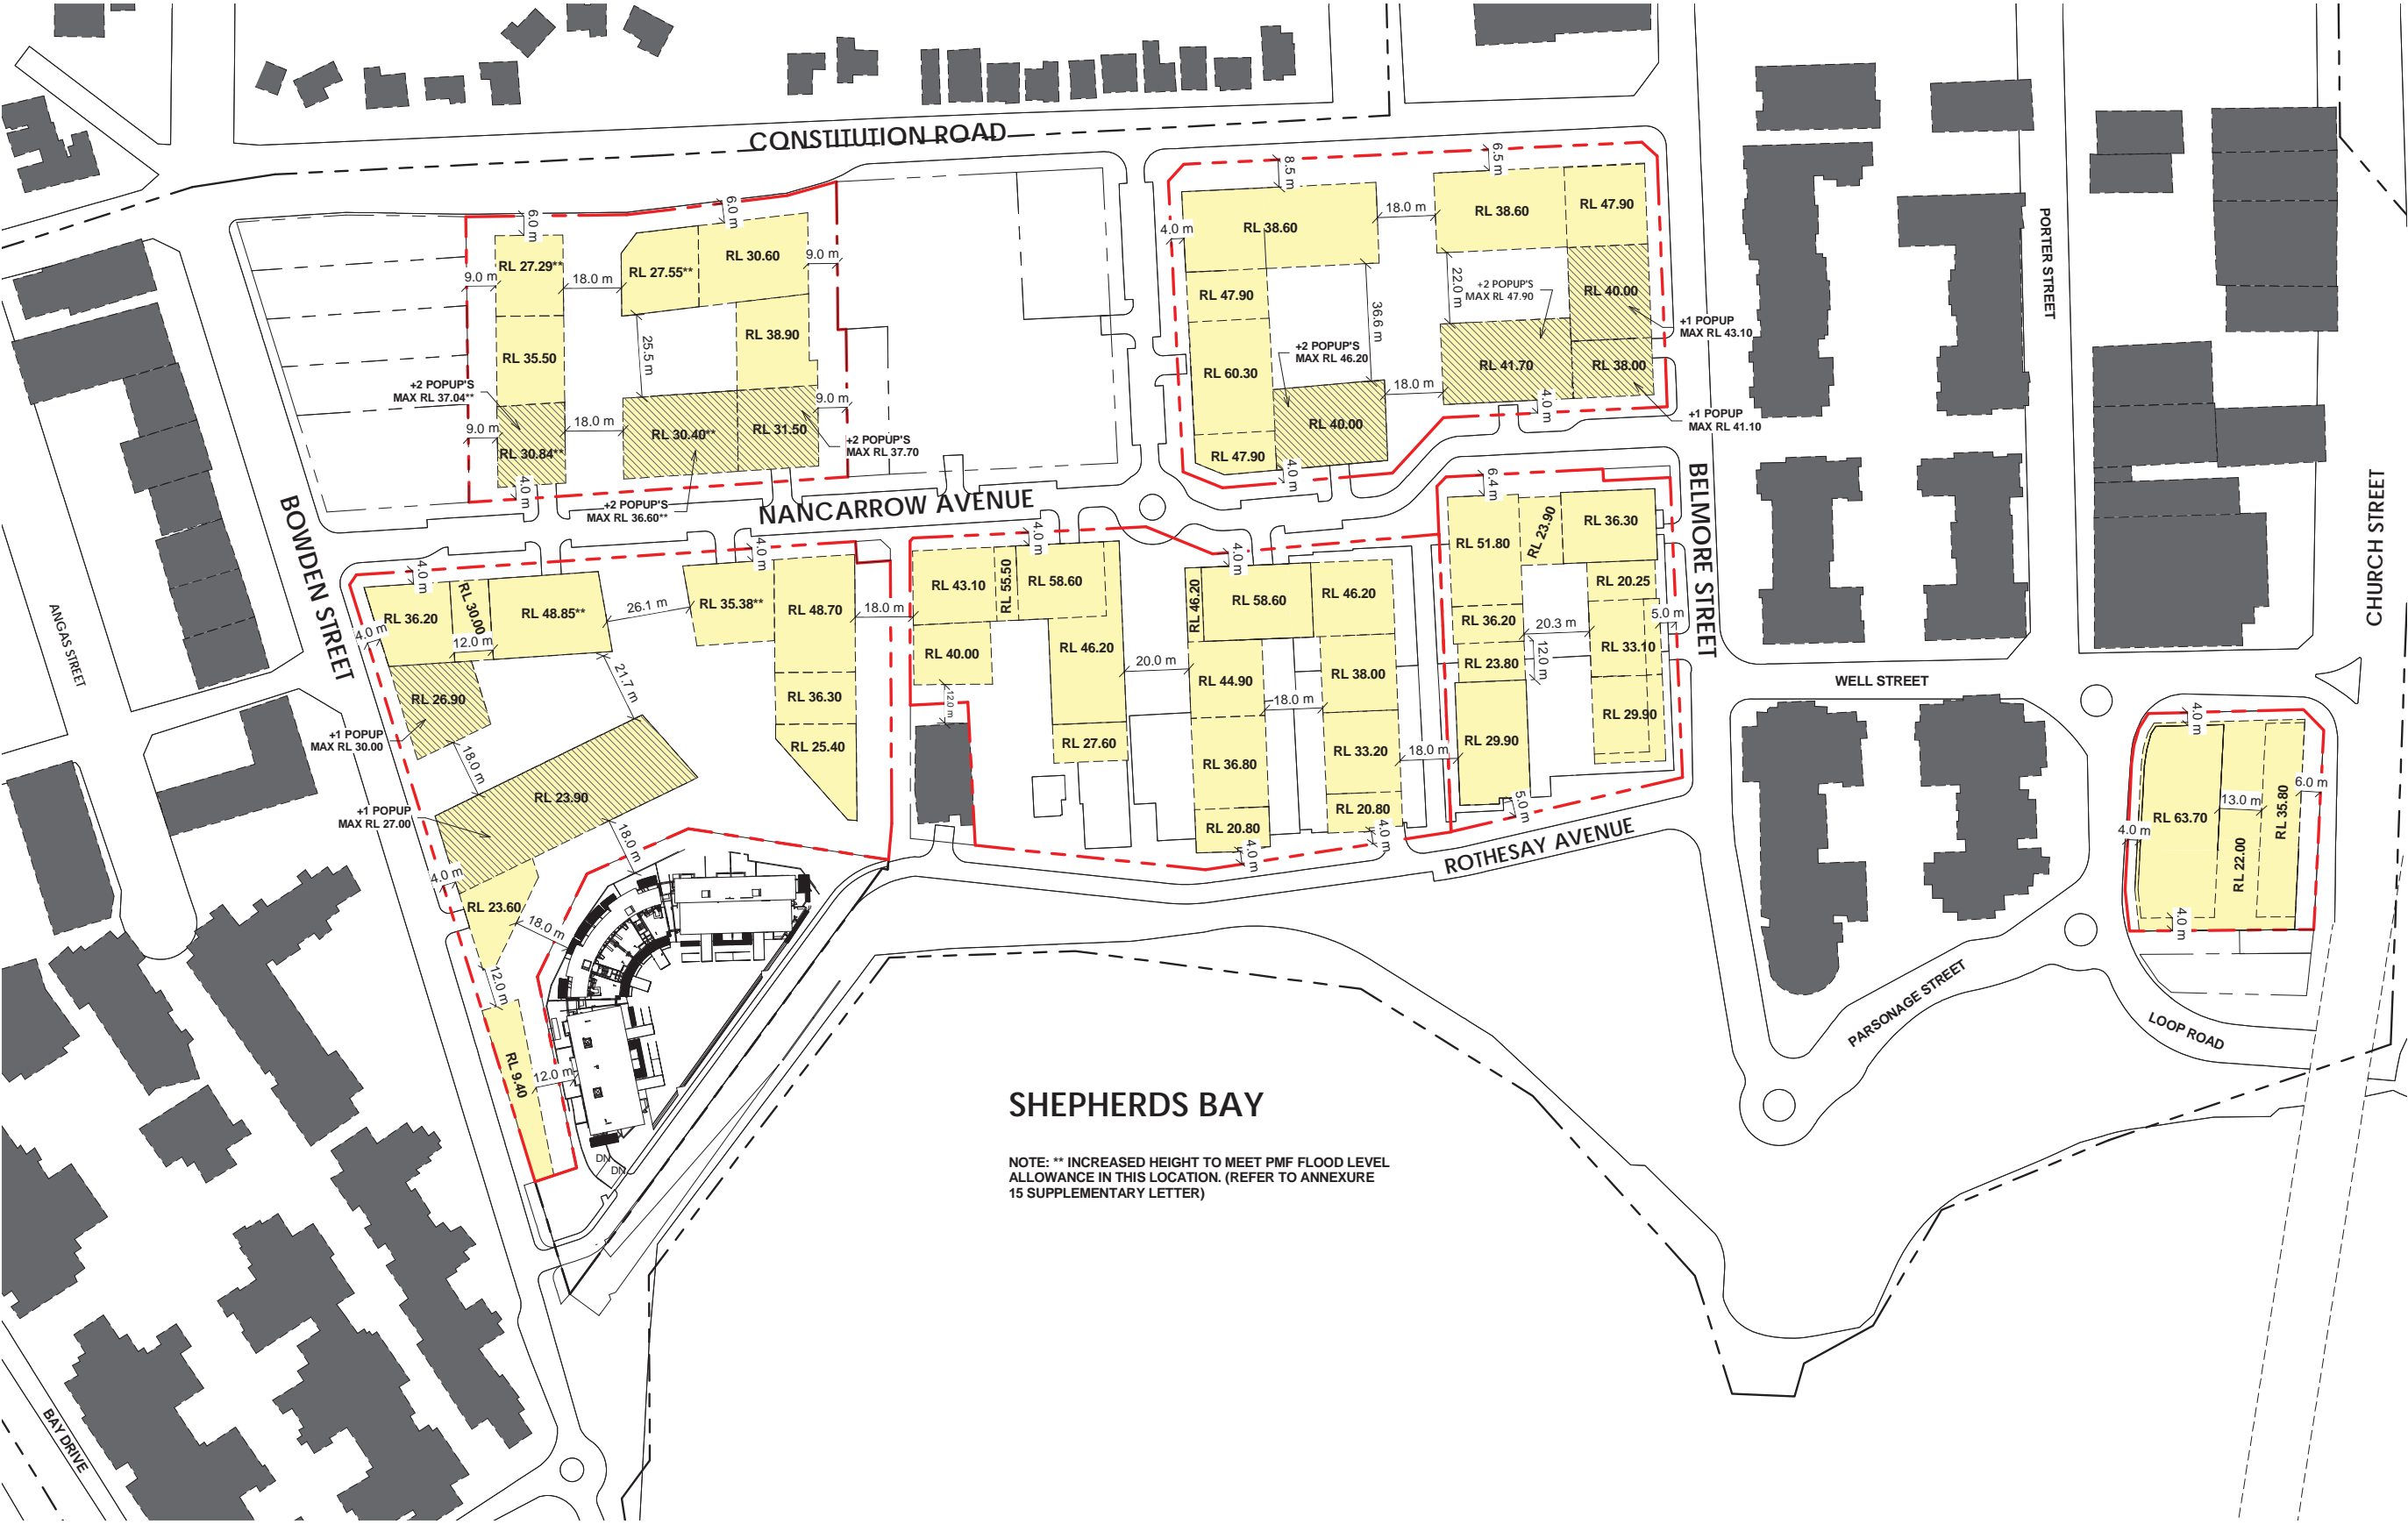 CONSTITUTION ROAD
8.5 m
6.5 m
6.0 m
6.0 m
RL 27.29**
RL 27.55**
RL 30.60
9.0 m
9.0 m
18.0 m
RL 35.50
25.5 m
RL 38.90
+2 POPUP'S
MAX RL 37.04**
9.0 m
18.0 m
RL 30.84**
RL 30.40**
RL 31.50
9.0 m
+2 POPUP'S
MAX RL 37.70
4.0 m
+2 POPUP'S
MAX RL 36.60**
4.0 m
RL 38.60
18.0 m
RL 38.60
RL 47.90
RL 47.90
36.6 m
22.0 m
+2 POPUP'S
MAX RL 47.90
RL 40.00
+1 POPUP
MAX RL 43.10
RL 60.30
+2 POPUP'S
MAX RL 46.20
RL 41.70
RL 38.00
18.0 m
RL 40.00
4.0 m
+1 POPUP
MAX RL 41.10
RL 47.90
4.0 m
NANCARROW AVENUE
BOWDEN STREET
BELMORE STREET
PORTER STREET
CHURCH STREET
ANGAS STREET
4.0 m
RL 36.20
RL 30.00
RL 48.85**
26.1 m
RL 35.38**
4.0 m
RL 48.70
18.0 m
4.0 m
12.0 m
RL 26.90
21.7 m
RL 36.30
RL 25.40
+1 POPUP
MAX RL 30.00
18.0 m
RL 23.90
+1 POPUP
MAX RL 27.00
18.0 m
4.0 m
RL 23.60
18.0 m
12.0 m
RL 9.40
12.0 m
DN
DN
4.0 m
RL 43.10
RL 55.50
RL 58.60
RL 40.00
12.0 m
RL 46.20
20.0 m
RL 27.60
4.0 m
RL 46.20
RL 58.60
RL 46.20
RL 44.90
RL 38.00
18.0 m
RL 36.80
RL 33.20
18.0 m
RL 20.80
RL 20.80
4.0 m
4.0 m
6.4 m
RL 51.80
RL 23.90
RL 36.30
RL 20.25
RL 36.20
20.3 m
5.0 m
RL 33.10
RL 23.80
12.0 m
RL 29.90
RL 29.90
5.0 m
ROTHESAY AVENUE
WELL STREET
4.0 m
RL 63.70
13.0 m
RL 35.80
6.0 m
4.0 m
RL 22.00
4.0 m
PARSONAGE STREET
LOOP ROAD
SHEPHERDS BAY
NOTE: ** INCREASED HEIGHT TO MEET PMF FLOOD LEVEL
ALLOWANCE IN THIS LOCATION. (REFER TO ANNEXURE
15 SUPPLEMENTARY LETTER)
BAY DRIVE